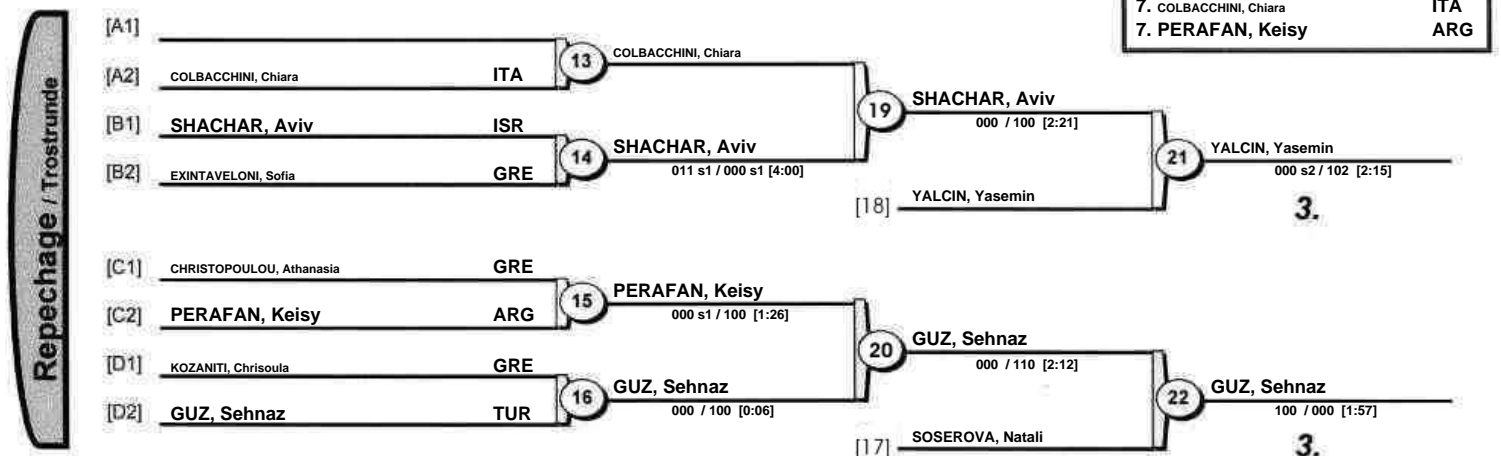 7. COLBACCHINI, Chiara ITA
7. PERAFAN, Keisy ARG
Repechage / Trostrunde
[A1]
[A2] COLBACCHINI, Chiara ITA
13
COLBACCHINI, Chiara
[B1] SHACHAR, Aviv ISR
[B2] EXINTAVELONI, Sofia GRE
14
SHACHAR, Aviv
011 s1 / 000 s1 [4:00]
19
SHACHAR, Aviv
000 / 100 [2:21]
[18] YALCIN, Yasemin
21
YALCIN, Yasemin
000 s2 / 102 [2:15]
3.
[C1] CHRISTOPOULOU, Athanasia GRE
[C2] PERAFAN, Keisy ARG
15
PERAFAN, Keisy
000 s1 / 100 [1:26]
[D1] KOZANITI, Chrisoula GRE
[D2] GUZ, Sehnaz TUR
16
GUZ, Sehnaz
000 / 100 [0:06]
20
GUZ, Sehnaz
000 / 110 [2:12]
[17] SOSEROVA, Natali
22
GUZ, Sehnaz
100 / 000 [1:57]
3.